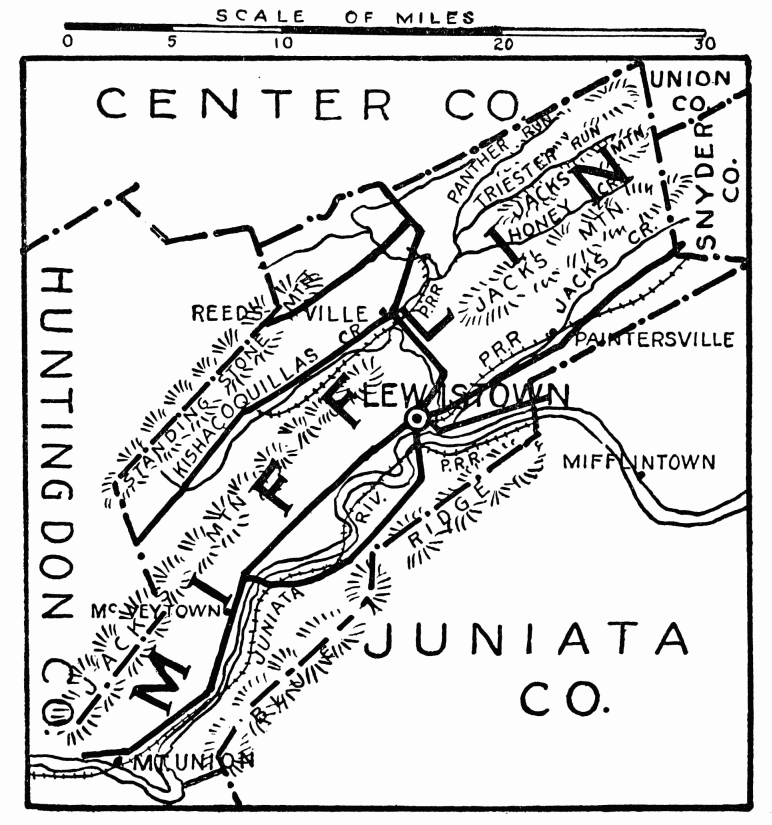 SCALE OF MILES
0 5 10 20 30
CENTER CO.
UNION CO.
SNYDER CO.
PANTHER RUN
TRIESTER RUN
JACKS MTN.
HONEY CR.
JACKS MTN.
JACKS CR.
HUNTINGDON CO.
REEDSVILLE
STANDING STONE MTN.
KISHACOQUILLAS CR.
P.R.R.
PRR
PAINTERSVILLE
LEWISTOWN
MIFFLIN
P.R.R.
MIFFLINTOWN
JACKS MTN
JUNIATA RIV.
BLUE RIDGE
McVEYTOWN
JUNIATA CO.
MT. UNION